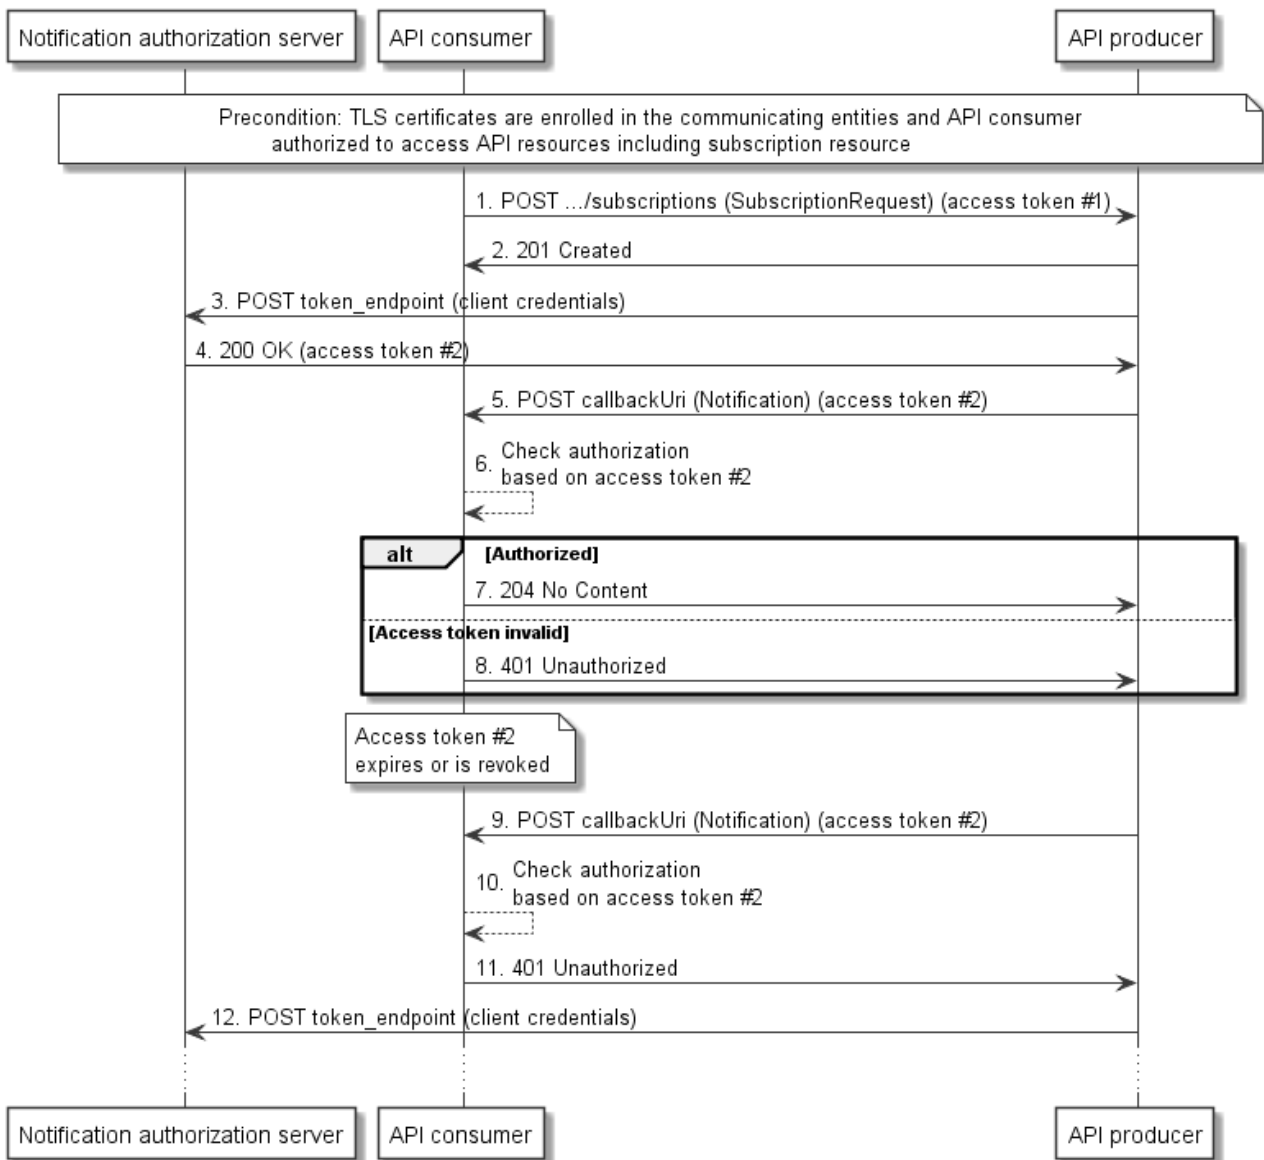 Notification authorization server
API consumer
API producer
Precondition: TLS certificates are enrolled in the communicating entities and API consumer
authorized to access API resources including subscription resource
1. POST .../subscriptions (SubscriptionRequest) (access token #1)
2. 201 Created
3. POST token_endpoint (client credentials)
4. 200 OK (access token #2)
5. POST callbackUri (Notification) (access token #2)
6. Check authorization
based on access token #2
alt [Authorized]
7. 204 No Content
[Access token invalid]
8. 401 Unauthorized
Access token #2
expires or is revoked
9. POST callbackUri (Notification) (access token #2)
10. Check authorization
based on access token #2
11. 401 Unauthorized
12. POST token_endpoint (client credentials)
Notification authorization server
API consumer
API producer